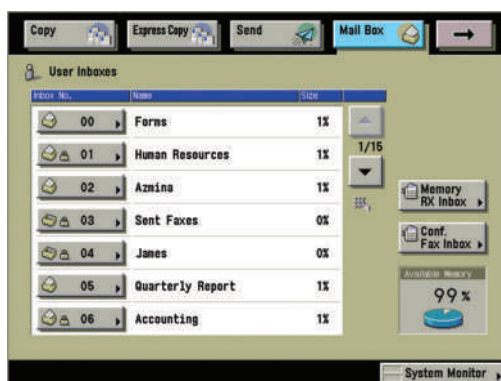 Copy Express Copy Send Mail Box
User Inboxes
Inbox No. Name Size
00 Forms 1%
01 Human Resources 1%
02 Azmina 1%
03 Sent Faxes 0%
04 James 0%
05 Quarterly Report 1%
06 Accounting 1%
1/15
Memory
RX Inbox
Conf.
Fax Inbox
Available Memory
99 %
System Monitor